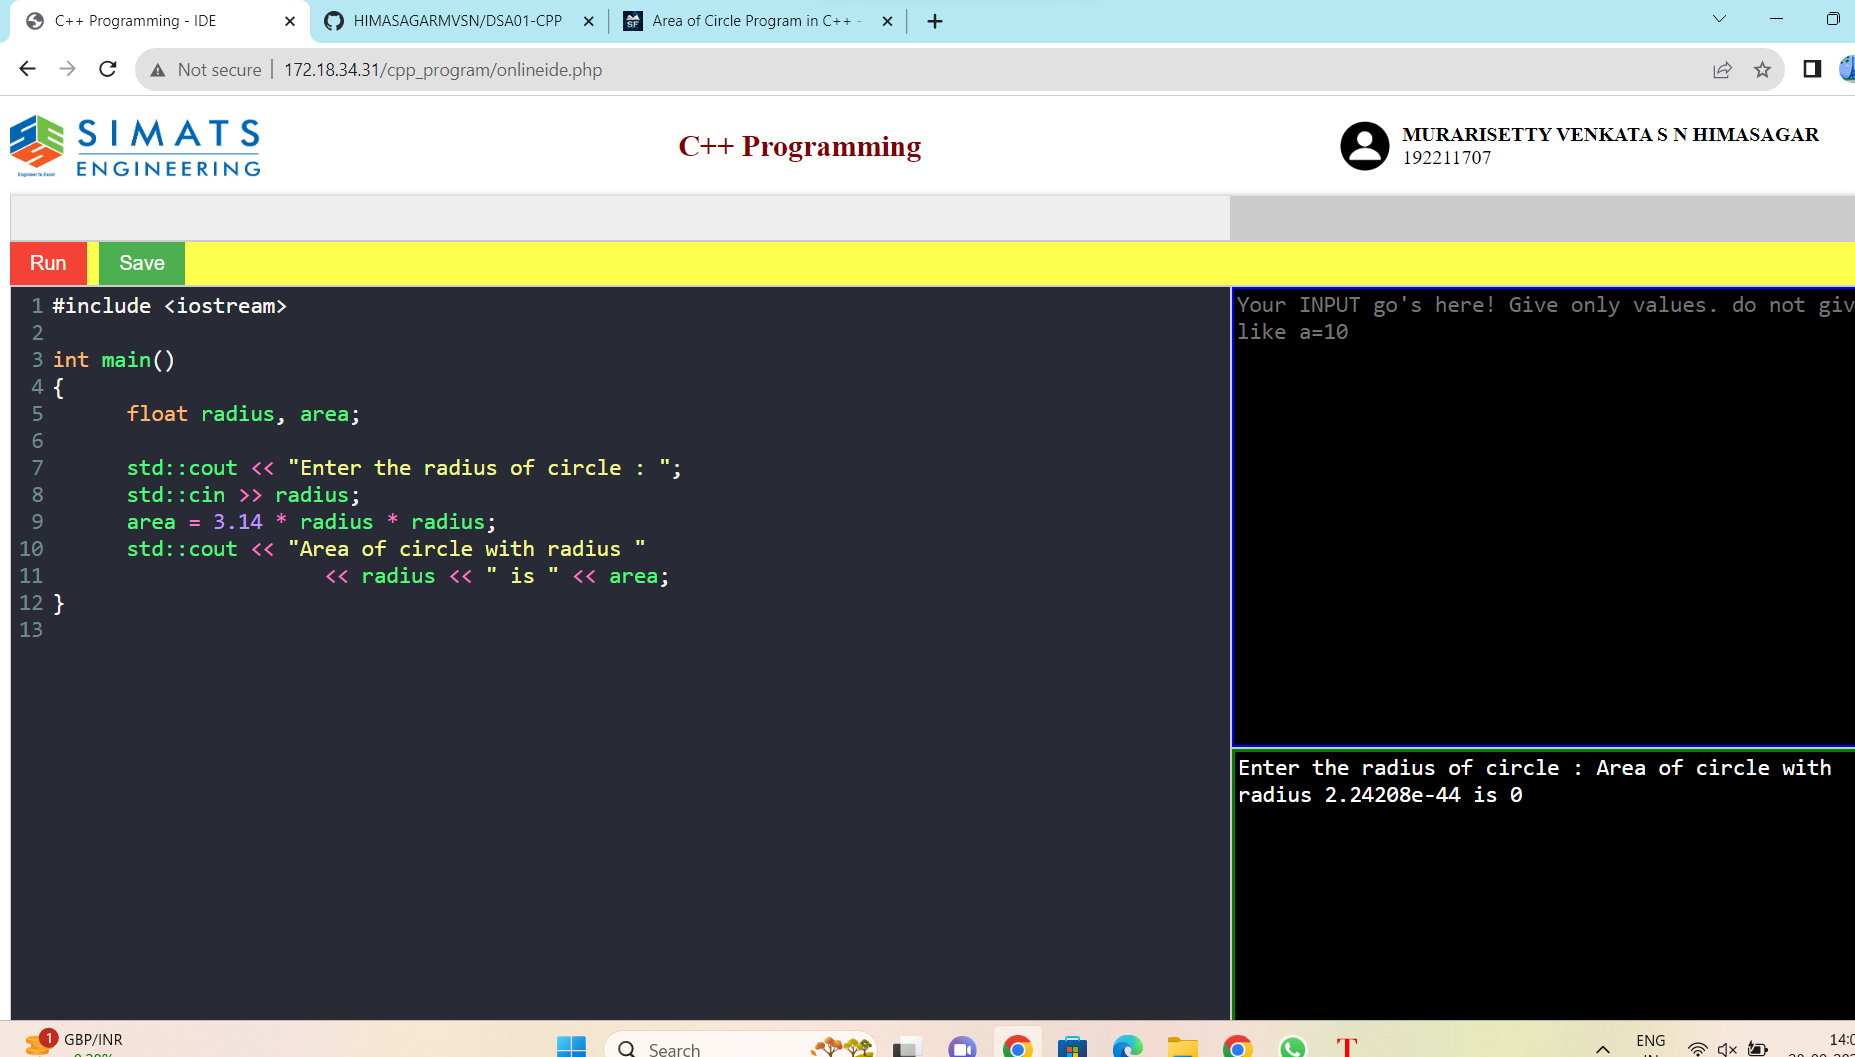 C++ Programming - IDE
HIMASAGARMVSN/DSA01-CPP
Area of Circle Program in C++ -
Not secure
172.18.34.31/cpp_program/onlineide.php
SIMATS
ENGINEERING
Engineer to Excel
C++ Programming
MURARISETTY VENKATA S N HIMASAGAR
192211707
Run
Save
1 #include <iostream>
2
3 int main()
4 {
5 float radius, area;
6
7 std::cout << "Enter the radius of circle : ";
8 std::cin >> radius;
9 area = 3.14 * radius * radius;
10 std::cout << "Area of circle with radius "
11 << radius << " is " << area;
12 }
13
Your INPUT go's here! Give only values. do not giv
like a=10
Enter the radius of circle : Area of circle with
radius 2.24208e-44 is 0
1
GBP/INR
Search
T
ENG
14:0